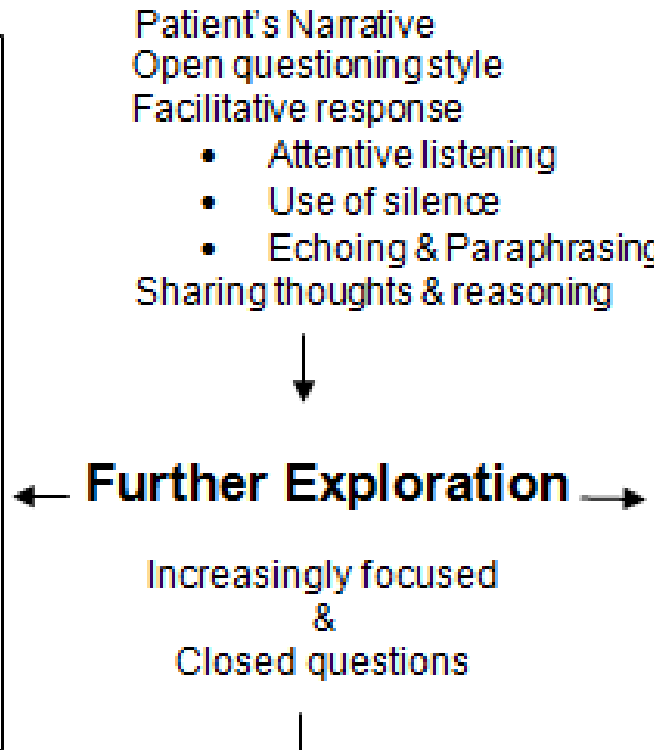 Patient's Narrative
Open questioning style
Facilitative response
• Attentive listening
• Use of silence
• Echoing & Paraphrasing
Sharing thoughts & reasoning
Further Exploration
Increasingly focused
&
Closed questions